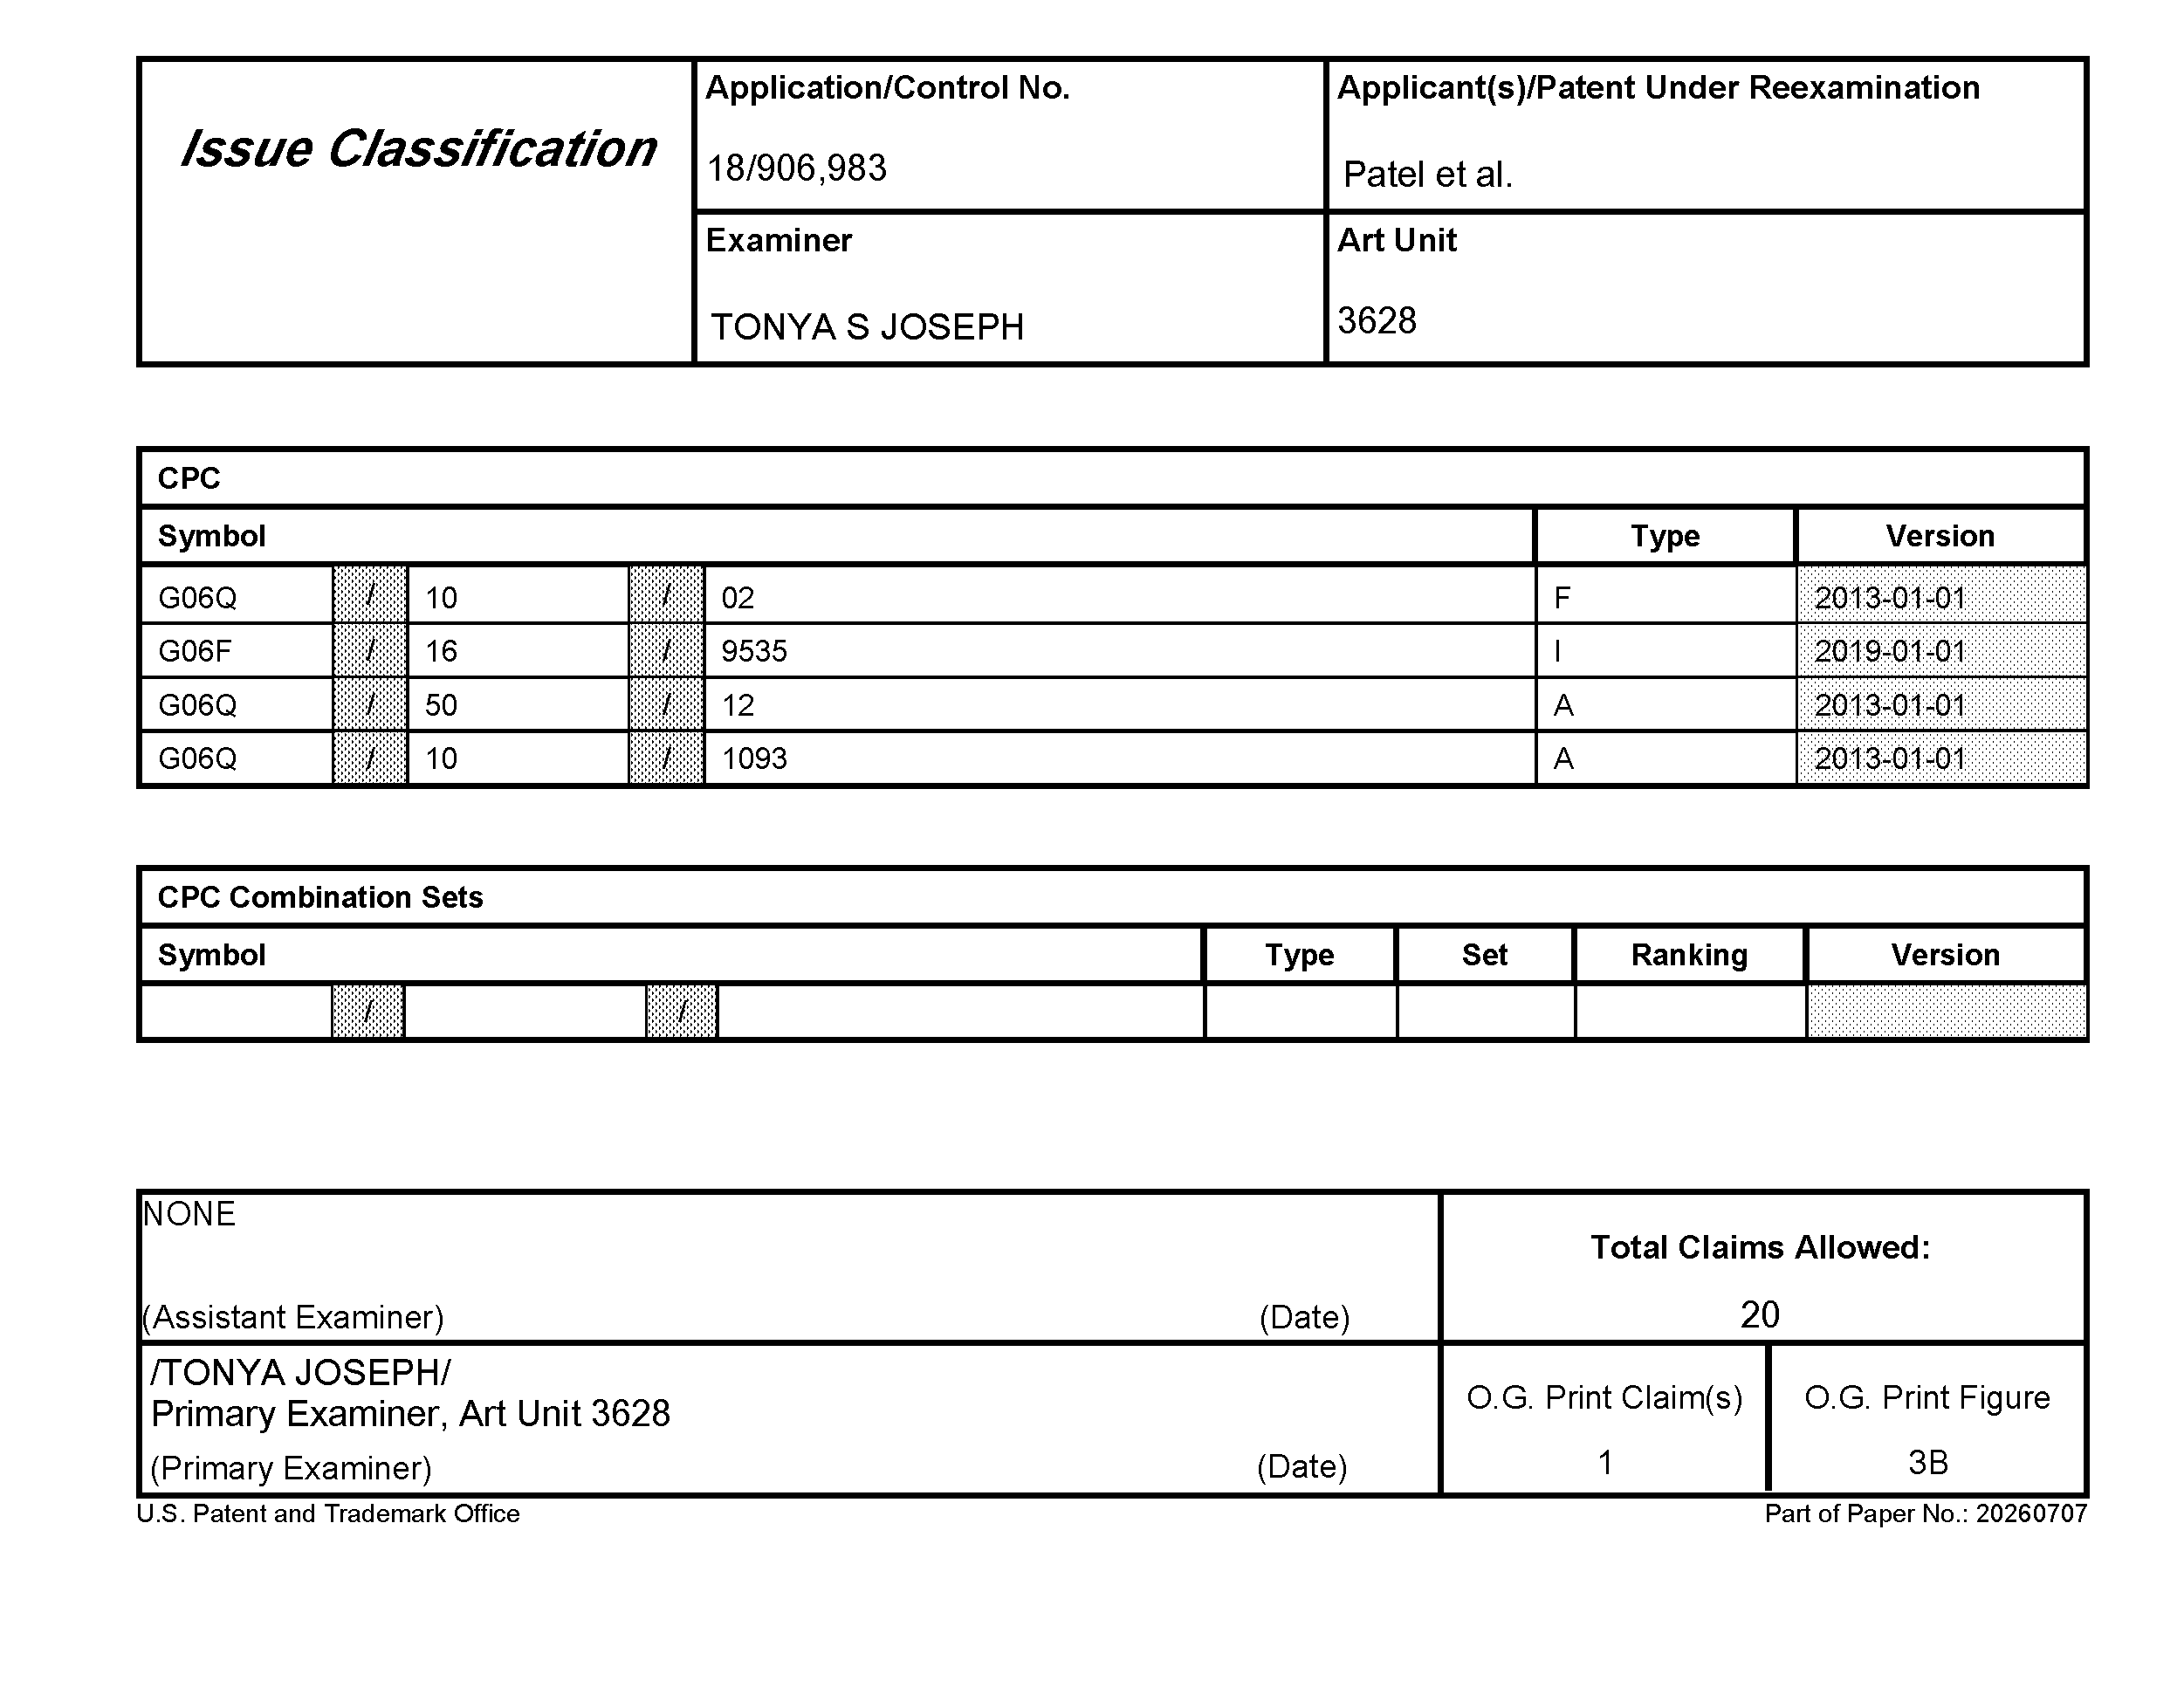 Issue Classification
Application/Control No.
18/906,983
Applicant(s)/Patent Under Reexamination
Patel et al.
Examiner
TONYA S JOSEPH
Art Unit
3628
CPC
Symbol Type Version
G06Q / 10 / 02 F 2013-01-01
G06F / 16 / 9535 I 2019-01-01
G06Q / 50 / 12 A 2013-01-01
G06Q / 10 / 1093 A 2013-01-01
CPC Combination Sets
Symbol Type Set Ranking Version
/ /
NONE
(Assistant Examiner) (Date)
Total Claims Allowed:
20
/TONYA JOSEPH/
Primary Examiner, Art Unit 3628
(Primary Examiner) (Date)
O.G. Print Claim(s)
1
O.G. Print Figure
3B
U.S. Patent and Trademark Office Part of Paper No.: 20260707